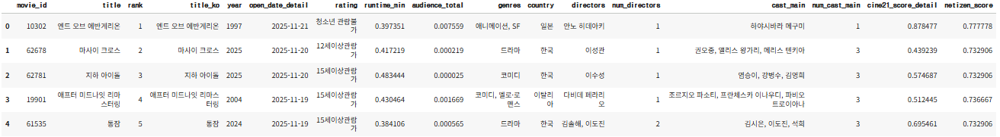 movie_id title rank title_ko year open_date_detail rating runtime_min audience_total genres country directors num_directors cast_main num_cast_main cine21_score_detail netizen_score
0 10302 엔드 오브 에반게리온 1 엔드 오브 에반게리온 1997 2025-11-21 청소년 관람불가 0.397351 0.007559 애니메이션, SF 일본 안노 히데아키 1 하야시바라 메구미 1 0.878477 0.777778
1 62678 마사이 크로스 2 마사이 크로스 2025 2025-11-20 12세이상관람가 0.417219 0.000219 드라마 한국 이성관 1 권오중, 앨리스 왕가리, 메리스 텐키아 3 0.439239 0.732906
2 62781 지하 아이돌 3 지하 아이돌 2025 2025-11-20 15세이상관람가 0.483444 0.000025 코미디 한국 이수성 1 염승이, 강병수, 김영희 3 0.574687 0.732906
3 19901 애프터 미드나잇 리마스터링 4 애프터 미드나잇 리마스터링 2004 2025-11-19 15세이상관람가 0.430464 0.001669 코미디, 멜로·로맨스 이탈리아 다비데 페라리오 1 조르지오 파소티, 프란체스카 이나우디, 파비오 트로이아나 3 0.512445 0.736667
4 61535 통잠 5 통잠 2024 2025-11-19 15세이상관람가 0.384106 0.000565 드라마 한국 김솔해, 이도진 2 김시은, 이도진, 석희 3 0.695461 0.732906